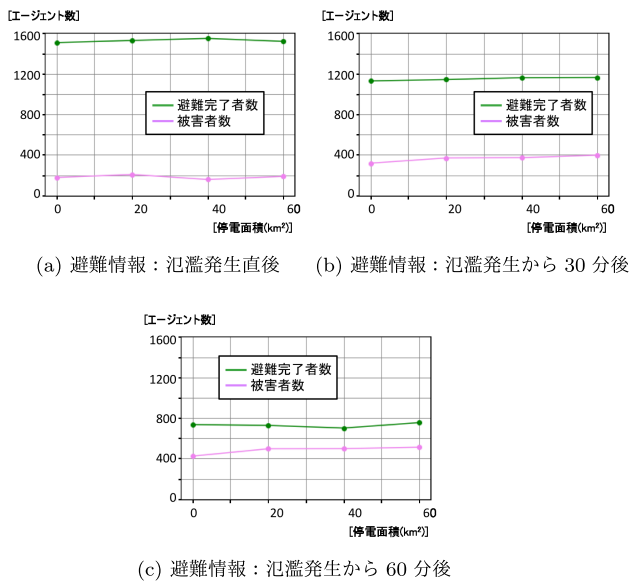 [エージェント数]
1600
1200
800
400
0
避難完了者数
被害者数
0 20 40 60
[停電面積(km²)]
(a) 避難情報：氾濫発生直後
[エージェント数]
1600
1200
800
400
0
避難完了者数
被害者数
0 20 40 60
[停電面積(km²)]
(b) 避難情報：氾濫発生から 30 分後
[エージェント数]
1600
1200
800
400
0
避難完了者数
被害者数
0 20 40 60
[停電面積(km²)]
(c) 避難情報：氾濫発生から 60 分後